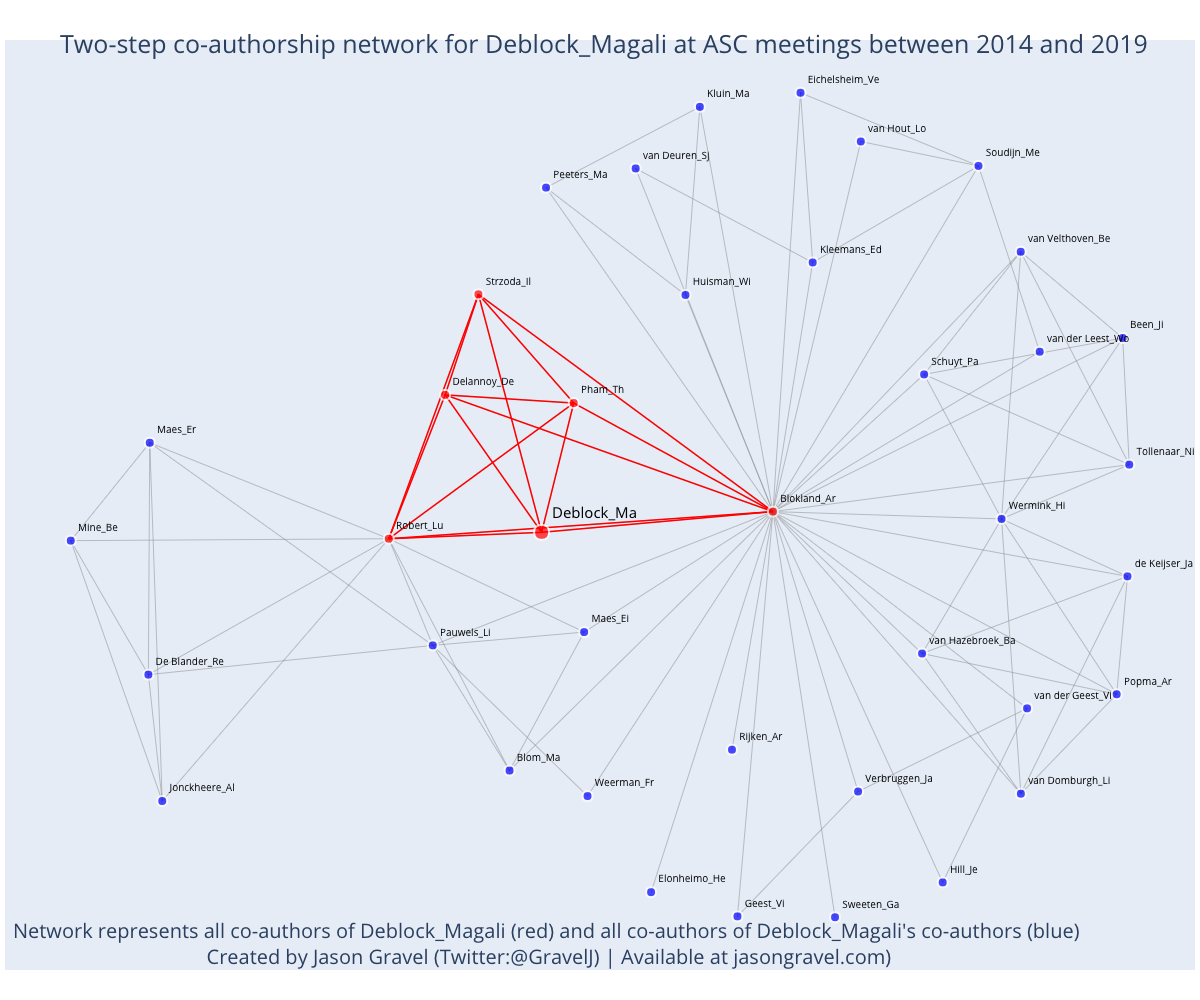 Two-step co-authorship network for Deblock_Magali at ASC meetings between 2014 and 2019
Eichelsheim_Ve
Kluin_Ma
van Hout_Lo
van Deuren_Sj
Soudijn_Me
Peeters_Ma
van Velthoven_Be
Kleemans_Ed
Strzoda_Il
Huisman_Wi
Been_Ji
van der Leest_Wo
Schuyt_Pa
Delannoy_De
Pham_Th
Maes_Er
Tollenaar_Ni
Blokland_Ar
Wermink_Hi
Deblock_Ma
Mine_Be
Robert_Lu
de Keijser_Ja
Maes_El
Pauwels_Li
van Hazebroek_Ba
De Blander_Re
Popma_Ar
van der Geest_Vi
Rijken_Ar
Blom_Ma
Weerman_Fr
Verbruggen_Ja
van Domburgh_Li
Jonckheere_Al
Hill_Je
Elonheimo_He
Geest_Vi
Sweeten_Ga
Network represents all co-authors of Deblock_Magali (red) and all co-authors of Deblock_Magali's co-authors (blue)
Created by Jason Gravel (Twitter:@GravelJ) | Available at jasongravel.com)